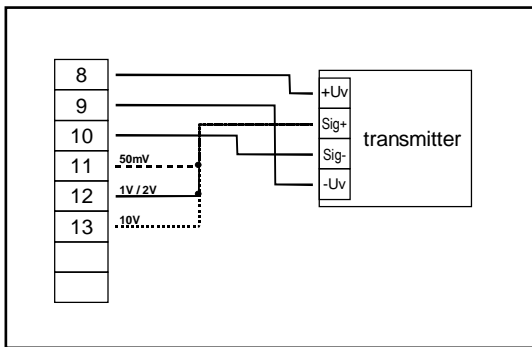 8
9
10
11
12
13
50mV
1V / 2V
10V
+Uv
Sig+
Sig-
-Uv
transmitter